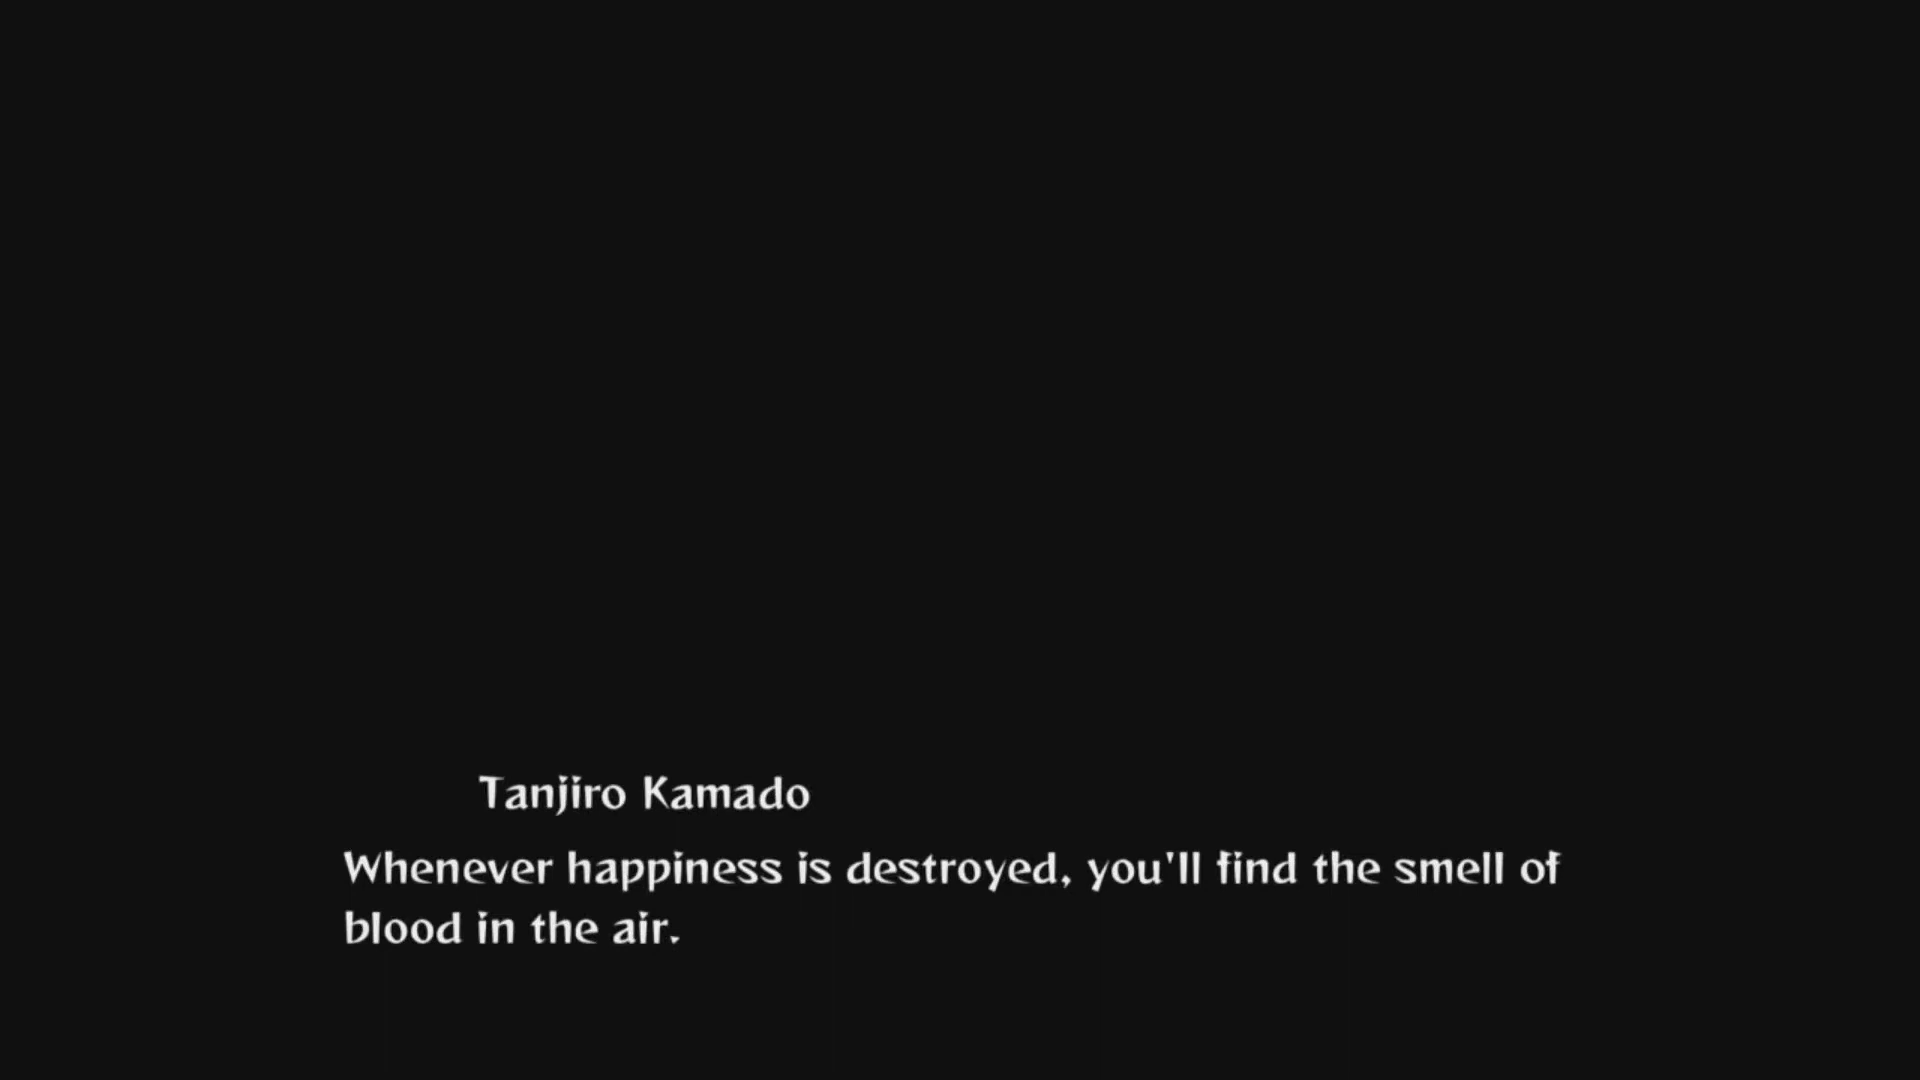 Tanjiro Kamado
Whenever happiness is destroyed, you'll find the smell of
blood in the air.